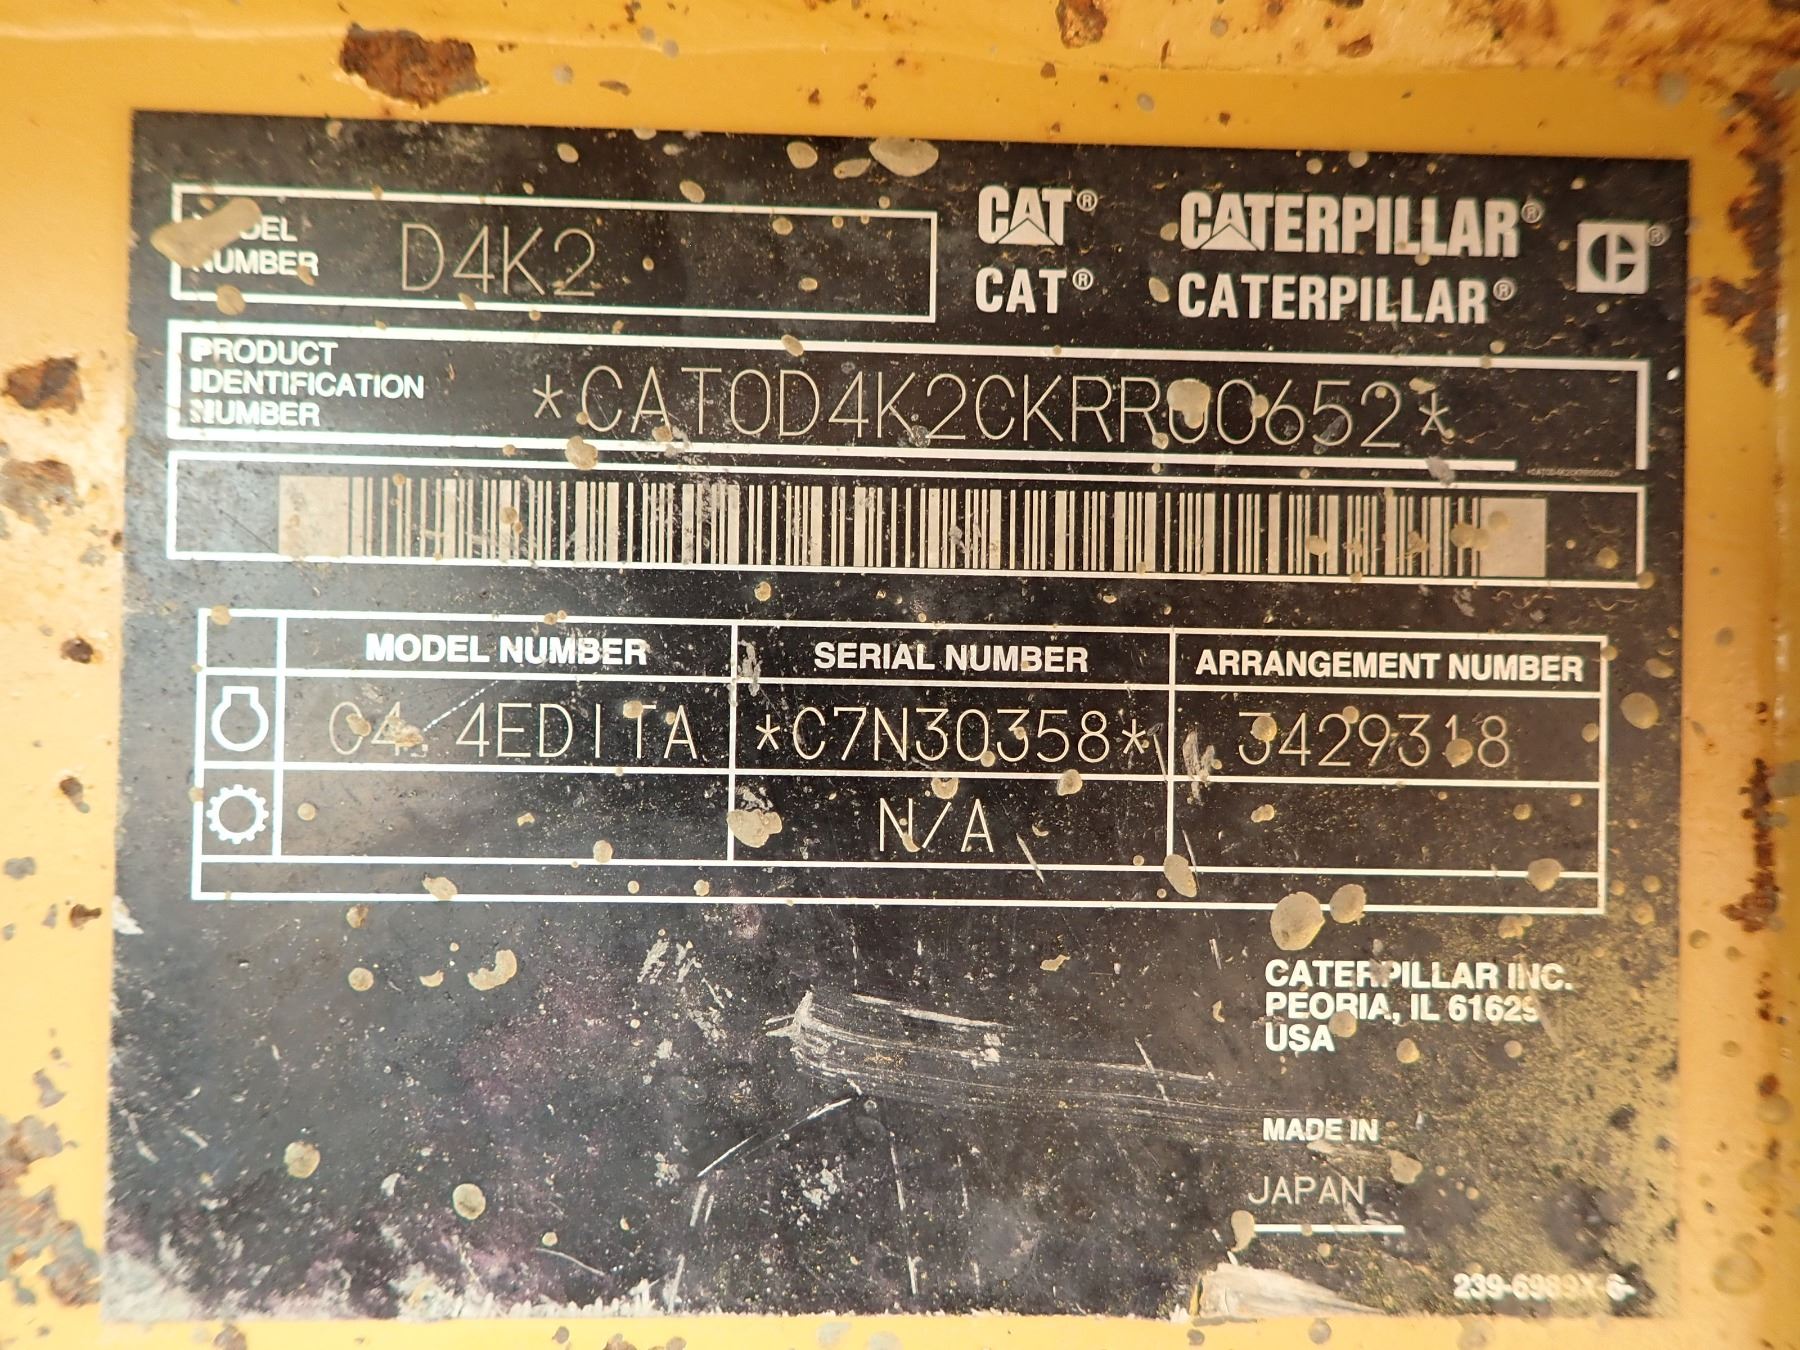 MODEL
NUMBER
D4K2
CAT® CATERPILLAR®
CAT® CATERPILLAR®
PRODUCT
IDENTIFICATION
NUMBER
*CAT0D4K2CKRR00652*
MODEL NUMBER SERIAL NUMBER ARRANGEMENT NUMBER
C4.4EDITA *C7N30358* 3429318
N/A
CATERPILLAR INC.
PEORIA, IL 61629
USA
MADE IN
JAPAN